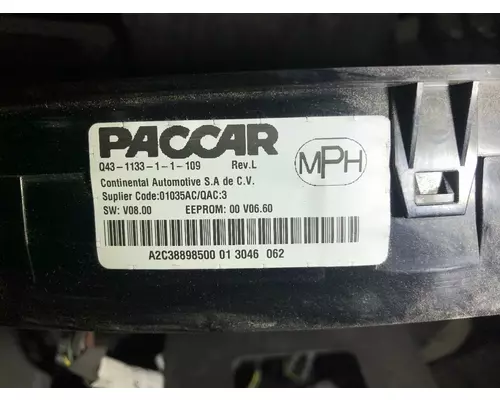 PACCAR
Q43-1133-1-1-109 Rev.L
Continental Automotive S.A de C.V.
Suplier Code:01035AC/QAC:3
SW: V08.00 EEPROM: 00 V06.60
MPH
A2C38898500 01 3046 062